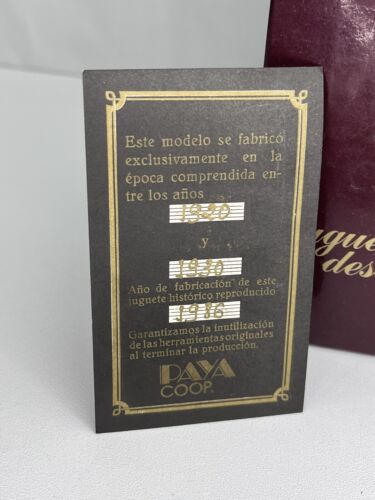 Este modelo se fabricó
exclusivamente en la
época comprendida en-
tre los años
1920
y
1930
Año de fabricación de este
juguete histórico reproducido
1986
Garantizamos la inutilización
de las herramientas originales
al terminar la producción.
PAYA
COOP.
des